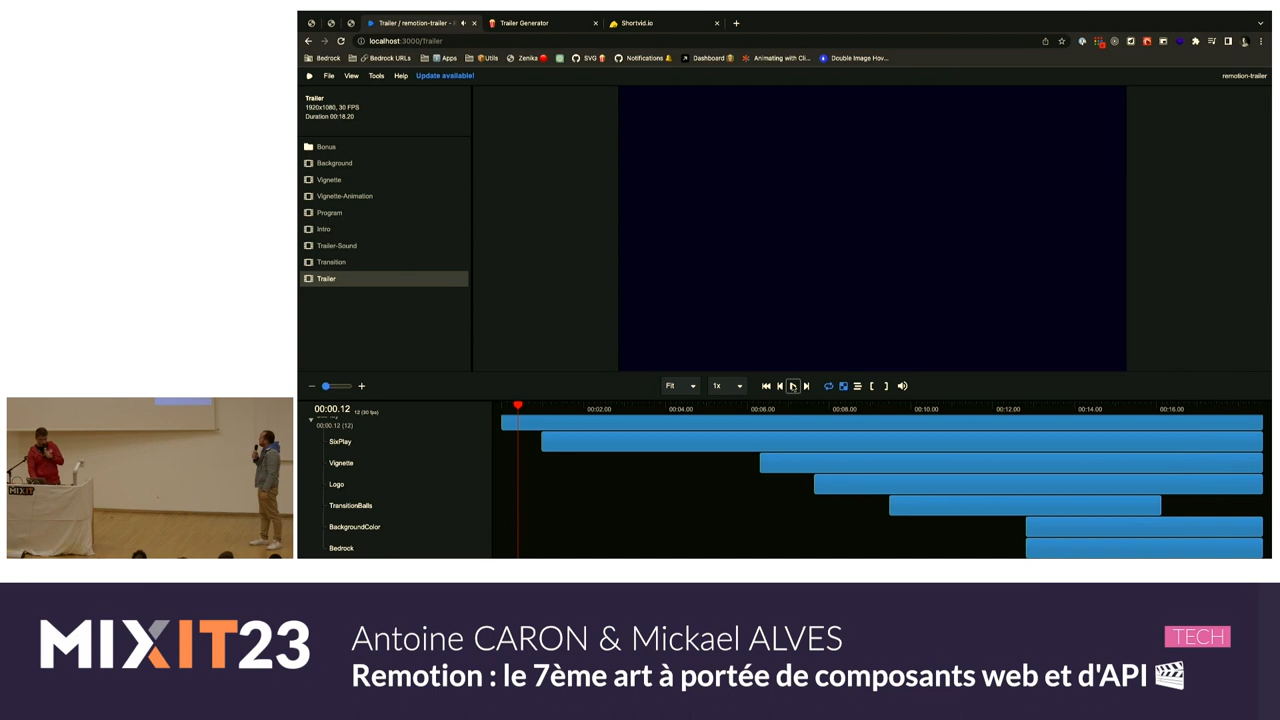 Trailer / remotion-trailer - R
Trailer Generator
Shortvid.io
localhost:3000/Trailer
Bedrock
Bedrock URLs
Apps
Utils
Zenika
SVG
Notifications
Dashboard
Animating with Cli...
Double Image Hov...
File View Tools Help Update available!
remotion-trailer
Trailer
1920x1080, 30 FPS
Duration 00:18.20
Bonus
Background
Vignette
Vignette-Animation
Program
Intro
Trailer-Sound
Transition
Trailer
Fit
1x
00:00.12 12 (30 fps)
00:02.00 00:04.00 00:06.00 00:08.00 00:10.00 00:12.00 00:14.00 00:16.00
00:00.12 (12)
SixPlay
Vignette
Logo
TransitionBalls
BackgroundColor
Bedrock
MIXIT
MIXIT23
Antoine CARON & Mickael ALVES
TECH
Remotion : le 7ème art à portée de composants web et d'API